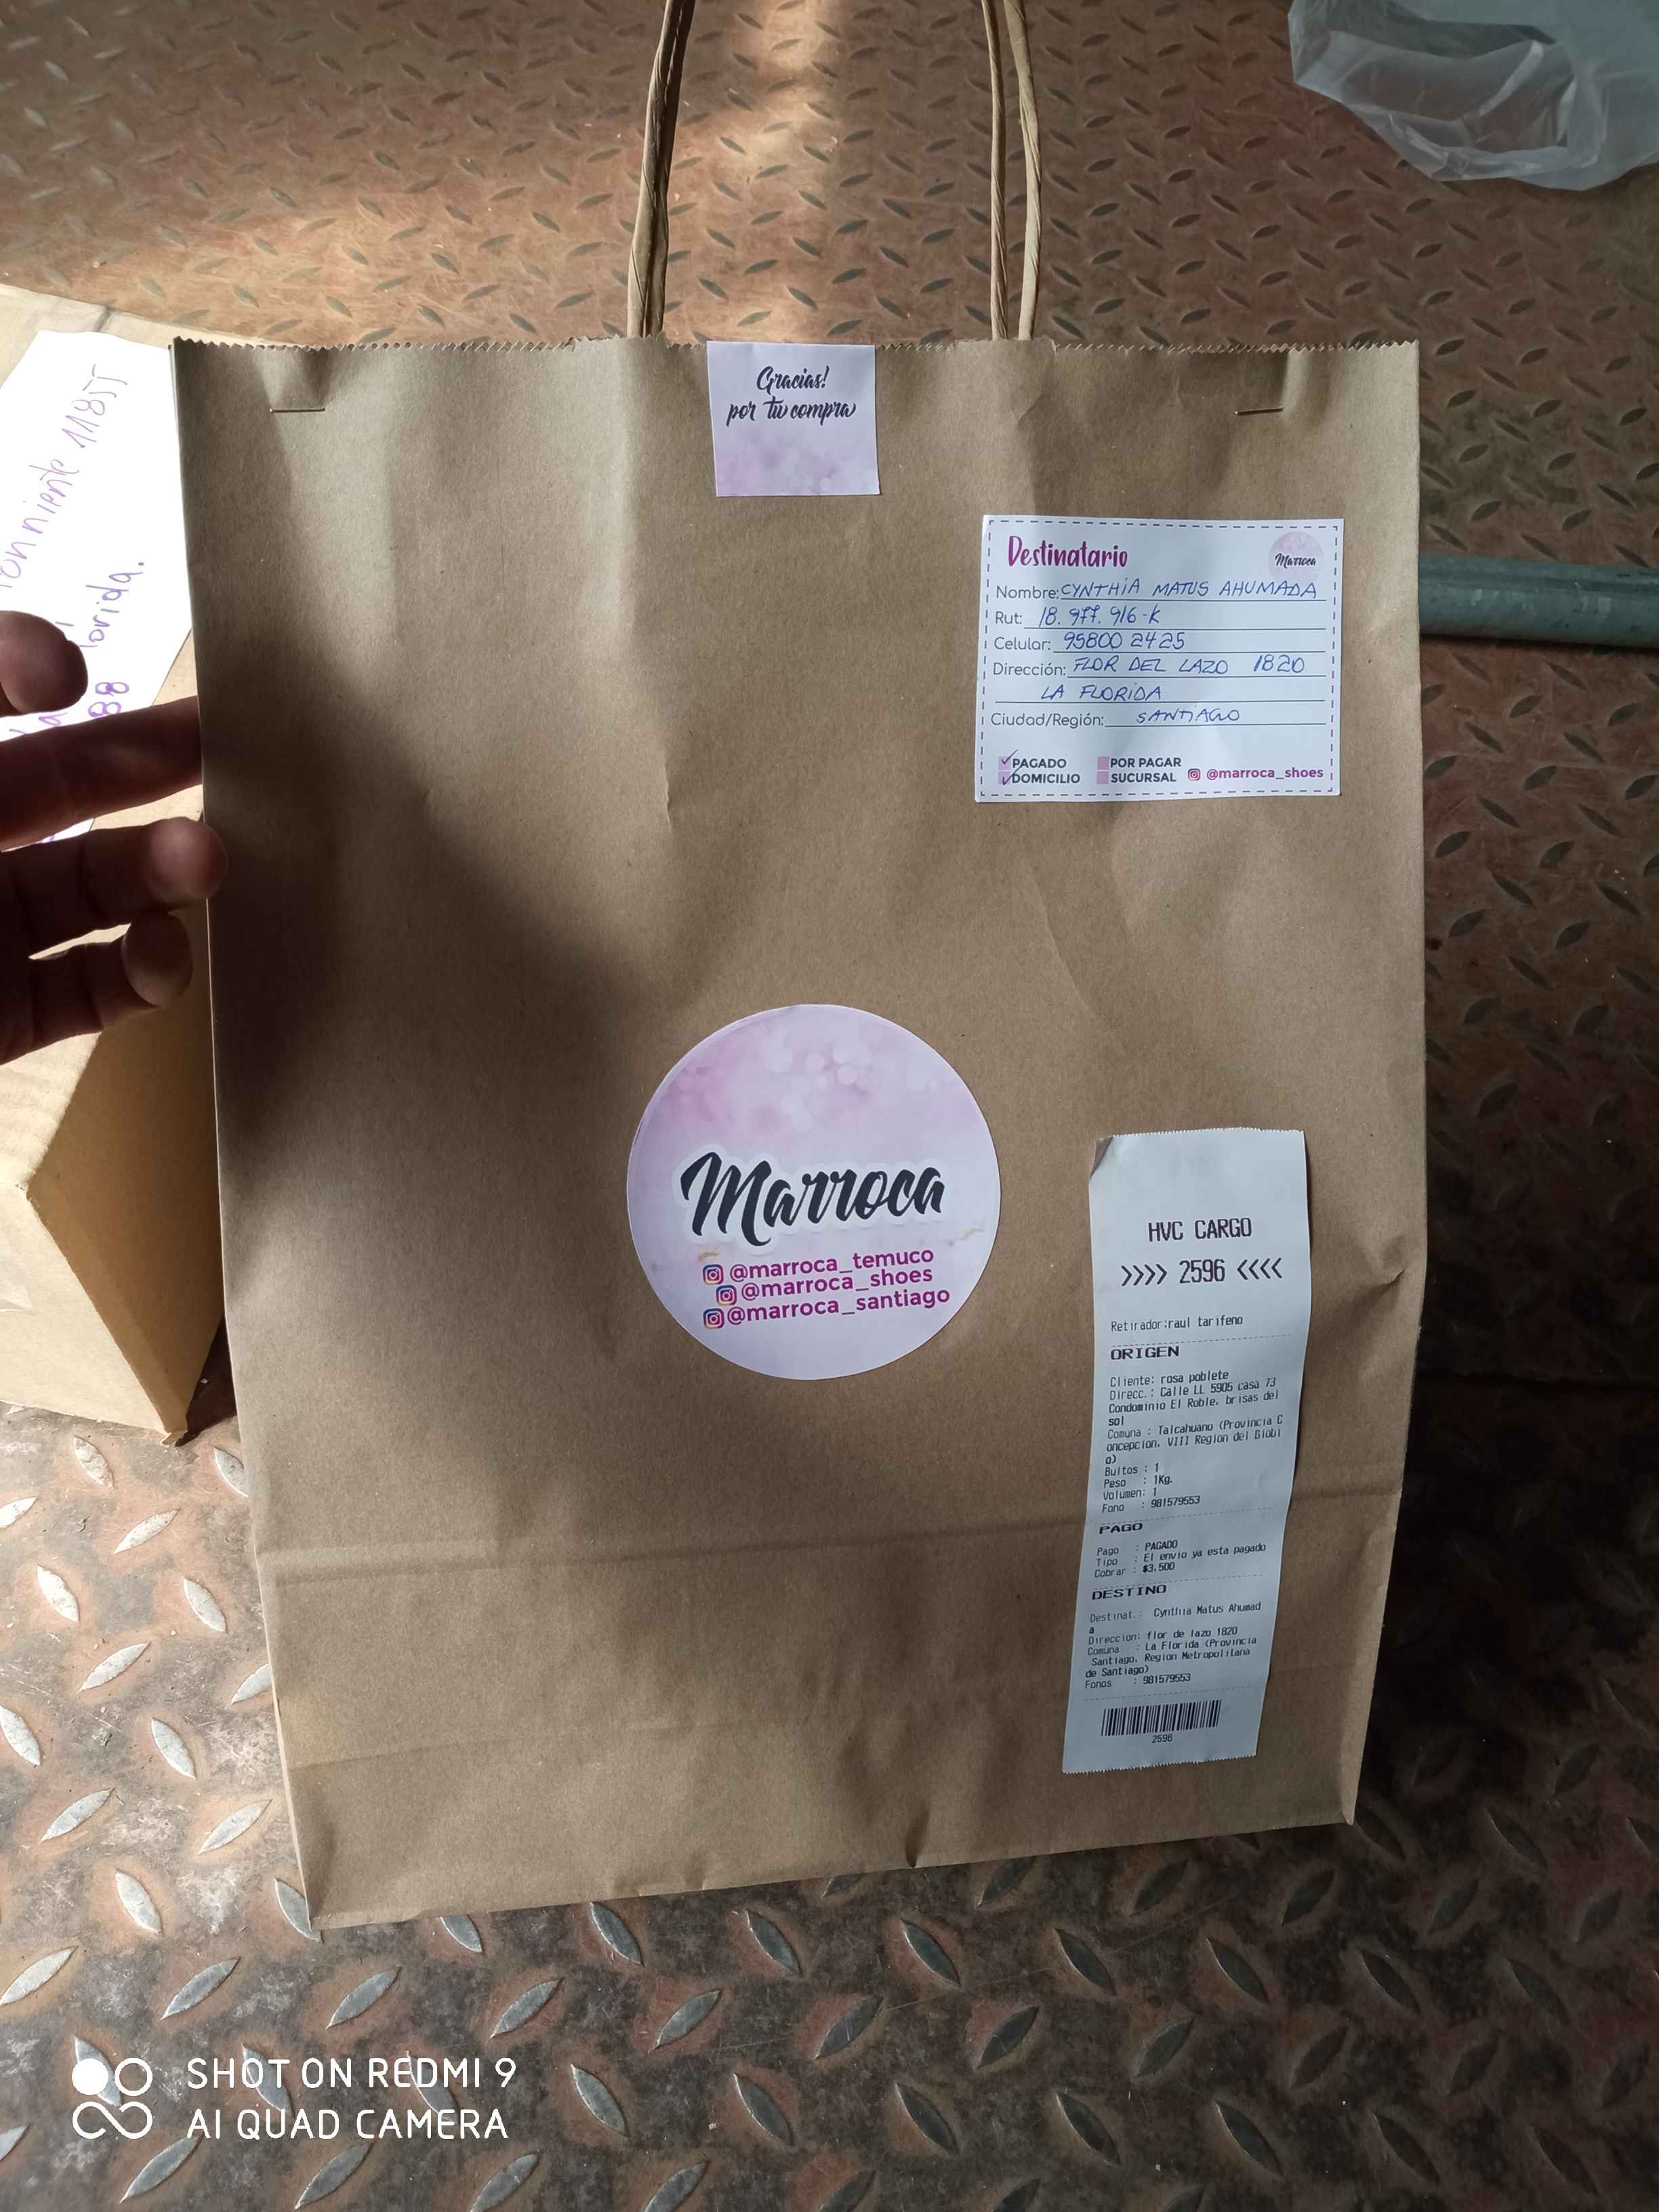 Gracias!
por tu compra
Destinatario
Marroca
Nombre: CYNTHIA MATUS AHUMADA
Rut: 18.977.916-K
Celular: 95800 2425
Dirección: FLOR DEL LAZO 1820
LA FLORIDA
Ciudad/Región: SANTIAGO
PAGADO POR PAGAR
DOMICILIO SUCURSAL @marroca_shoes
Marroca
@marroca_temuco
@marroca_shoes
@marroca_santiago
HVC CARGO
>>>> 2596 <<<<
Retirador:raul tarifeno
ORIGEN
Cliente: rosa poblete
Direcc.: Calle LL 5905 casa 73
Condominio El Roble, brisas del
sol
Comuna : Talcahuano (Provincia C
oncepcion, VIII Region del Biobi
o)
Bultos : 1
Peso : 1Kg.
Volumen: 1
Fono : 981579553
PAGO
Pago : PAGADO
Tipo : El envio ya esta pagado
Cobrar : $3,500
DESTINO
Destinat.: Cynthia Matus Ahumad
a
Direccion: flor de lazo 1820
Comuna : La Florida (Provincia
Santiago, Region Metropolitana
de Santiago)
Fonos : 981579553
2596
onniente 1185
lorida.
88
SHOT ON REDMI 9
AI QUAD CAMERA